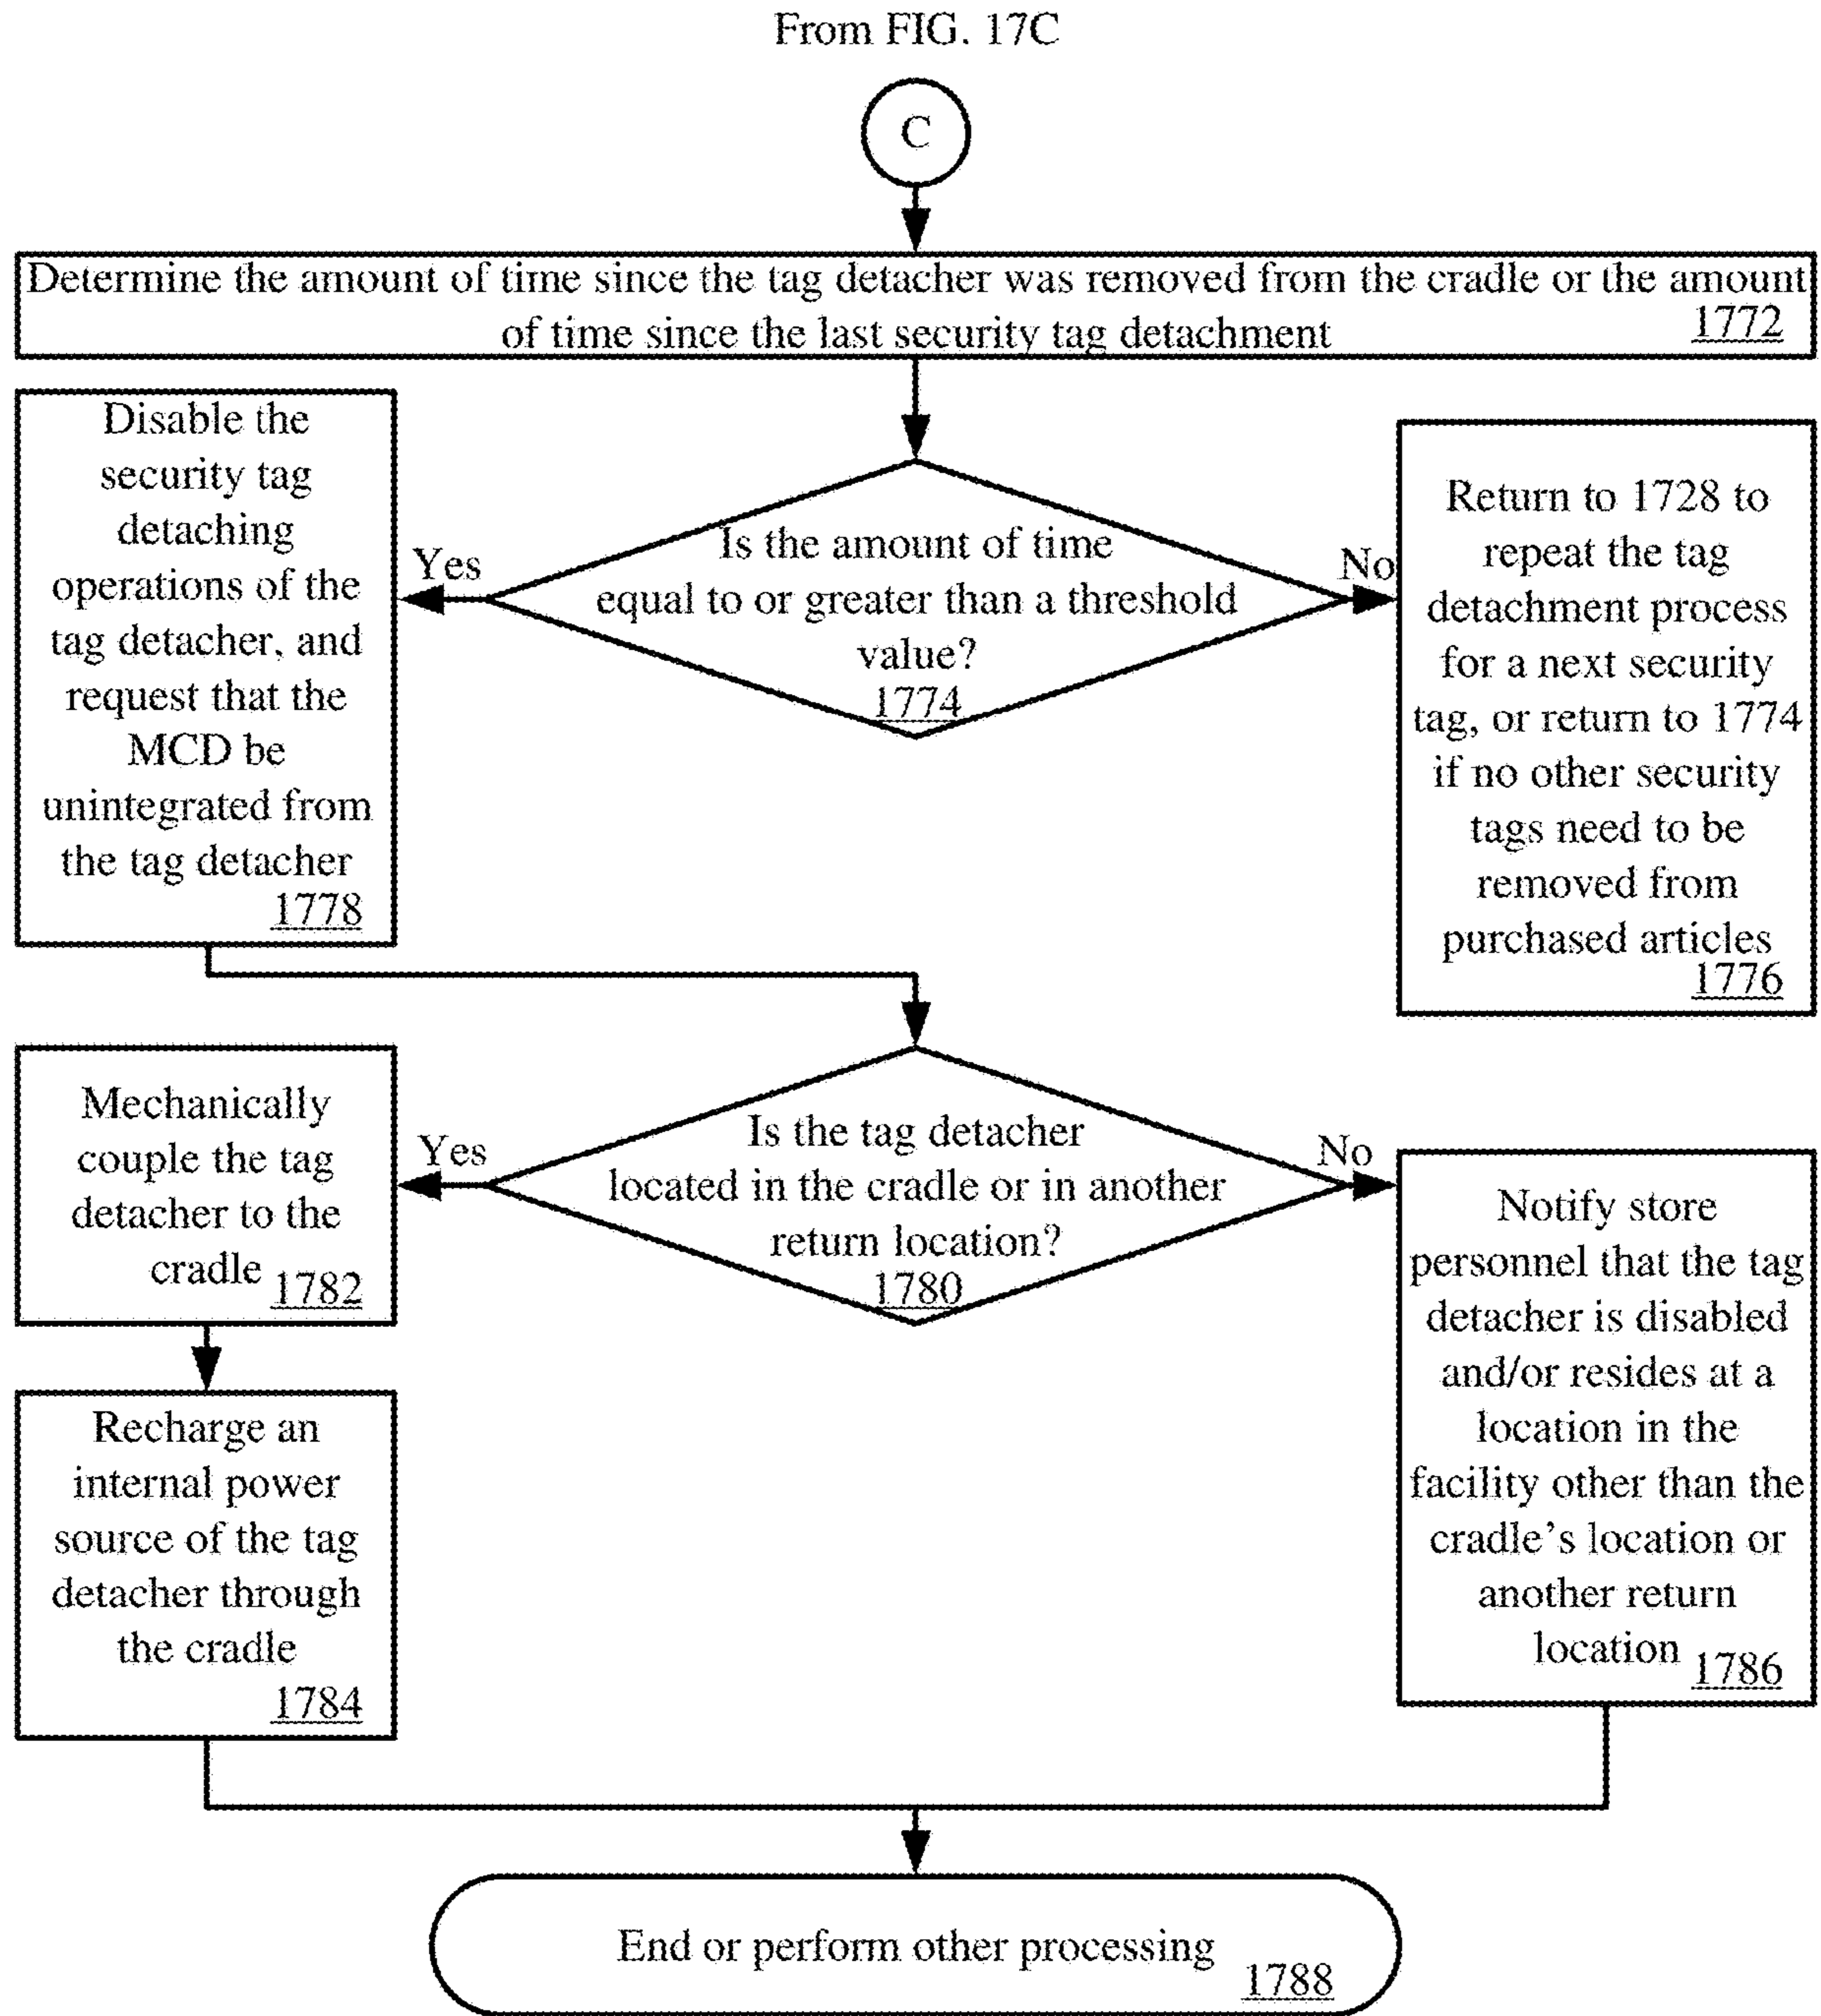 From FIG. 17C
C
Determine the amount of time since the tag detacher was removed from the cradle or the amount
of time since the last security tag detachment
1772
Is the amount of time
equal to or greater than a threshold
value?
1774
Yes
No
Disable the
security tag
detaching
operations of the
tag detacher, and
request that the
MCD be
unintegrated from
the tag detacher
1778
Return to 1728 to
repeat the tag
detachment process
for a next security
tag, or return to 1774
if no other security
tags need to be
removed from
purchased articles
1776
Is the tag detacher
located in the cradle or in another
return location?
1780
Yes
No
Mechanically
couple the tag
detacher to the
cradle 1782
Recharge an
internal power
source of the tag
detacher through
the cradle
1784
Notify store
personnel that the tag
detacher is disabled
and/or resides at a
location in the
facility other than the
cradle's location or
another return
location 1786
End or perform other processing
1788